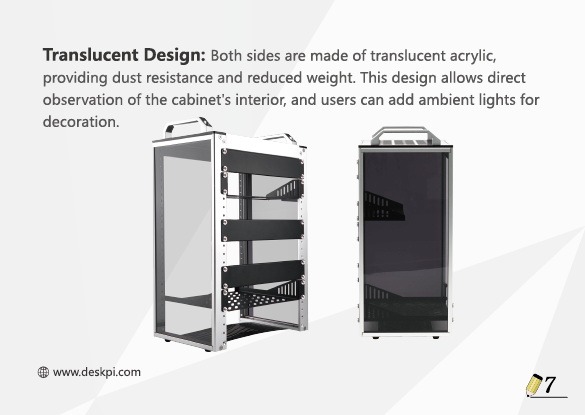 Translucent Design: Both sides are made of translucent acrylic,
providing dust resistance and reduced weight. This design allows direct
observation of the cabinet's interior, and users can add ambient lights for
decoration.
www.deskpi.com
7